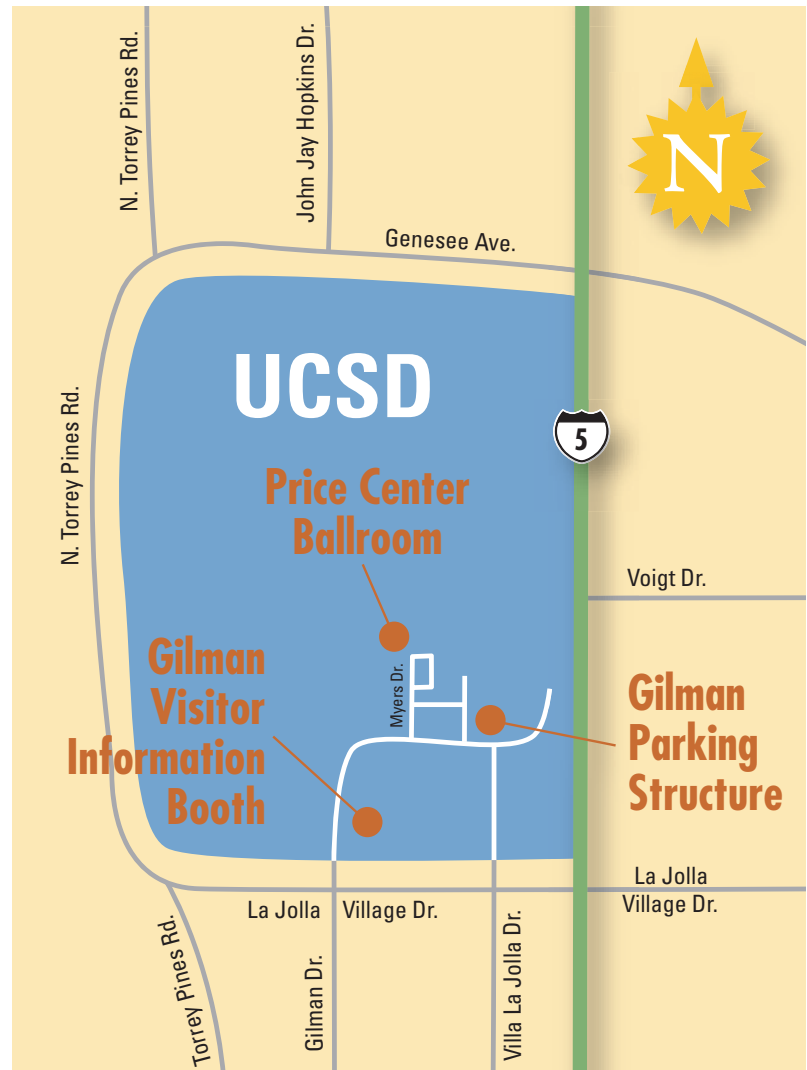 N. Torrey Pines Rd.
John Jay Hopkins Dr.
N
Genesee Ave.
UCSD
5
N. Torrey Pines Rd.
Price Center
Ballroom
Voigt Dr.
Gilman
Visitor
Information
Booth
Myers Dr.
Gilman
Parking
Structure
La Jolla
Village Dr.
La Jolla Village Dr.
Torrey Pines Rd.
Gilman Dr.
Villa La Jolla Dr.